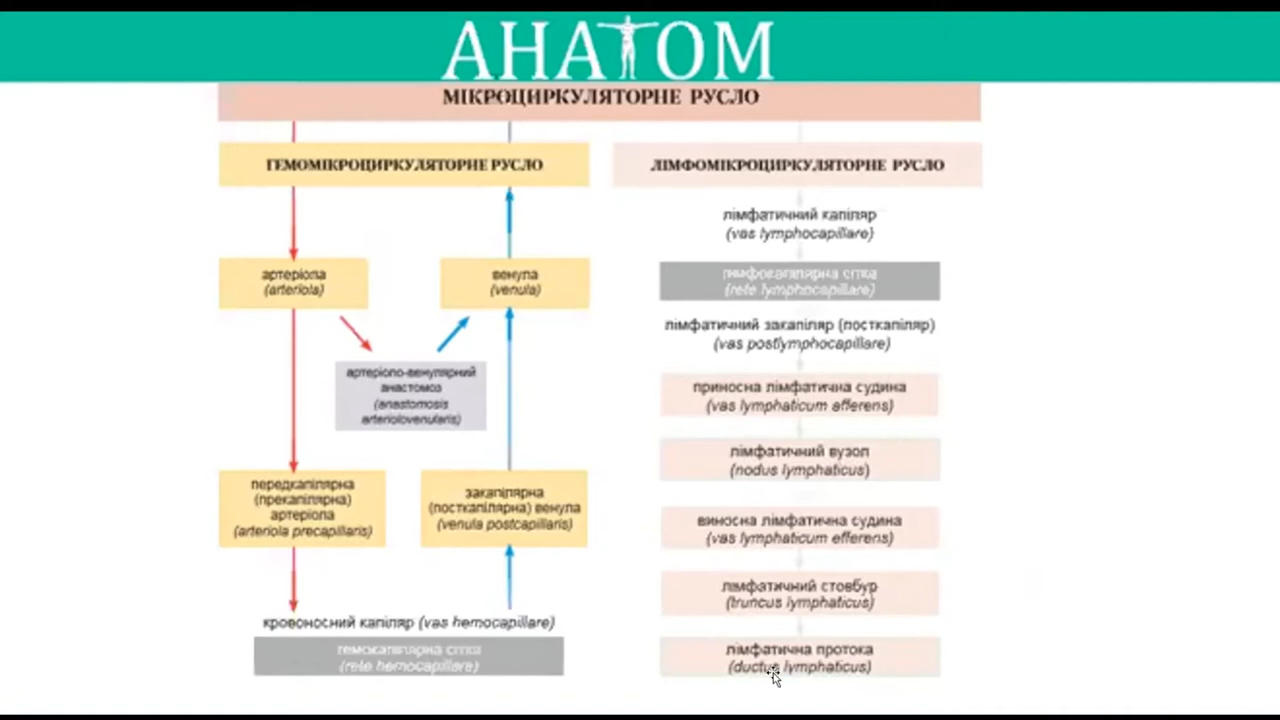 АНАТОМ
МІКРОЦИРКУЛЯТОРНЕ РУСЛО
ГЕМОМІКРОЦИРКУЛЯТОРНЕ РУСЛО
артеріола
(arteriola)
венула
(venula)
артеріоло-венулярний
анастомоз
(anastomosis
arteriolovenularis)
передкапілярна
(прекапілярна)
артеріола
(arteriola precapillaris)
закапілярна
(посткапілярна) венула
(venula postcapillaris)
кровоносний капіляр (vas hemocapillare)
гемокапілярна сітка
(rete hemocapillare)
ЛІМФОМІКРОЦИРКУЛЯТОРНЕ РУСЛО
лімфатичний капіляр
(vas lymphocapillare)
лімфокапілярна сітка
(rete lymphocapillare)
лімфатичний закапіляр (посткапіляр)
(vas postlymphocapillare)
приносна лімфатична судина
(vas lymphaticum afferens)
лімфатичний вузол
(nodus lymphaticus)
виносна лімфатична судина
(vas lymphaticum efferens)
лімфатичний стовбур
(truncus lymphaticus)
лімфатична протока
(ductus lymphaticus)